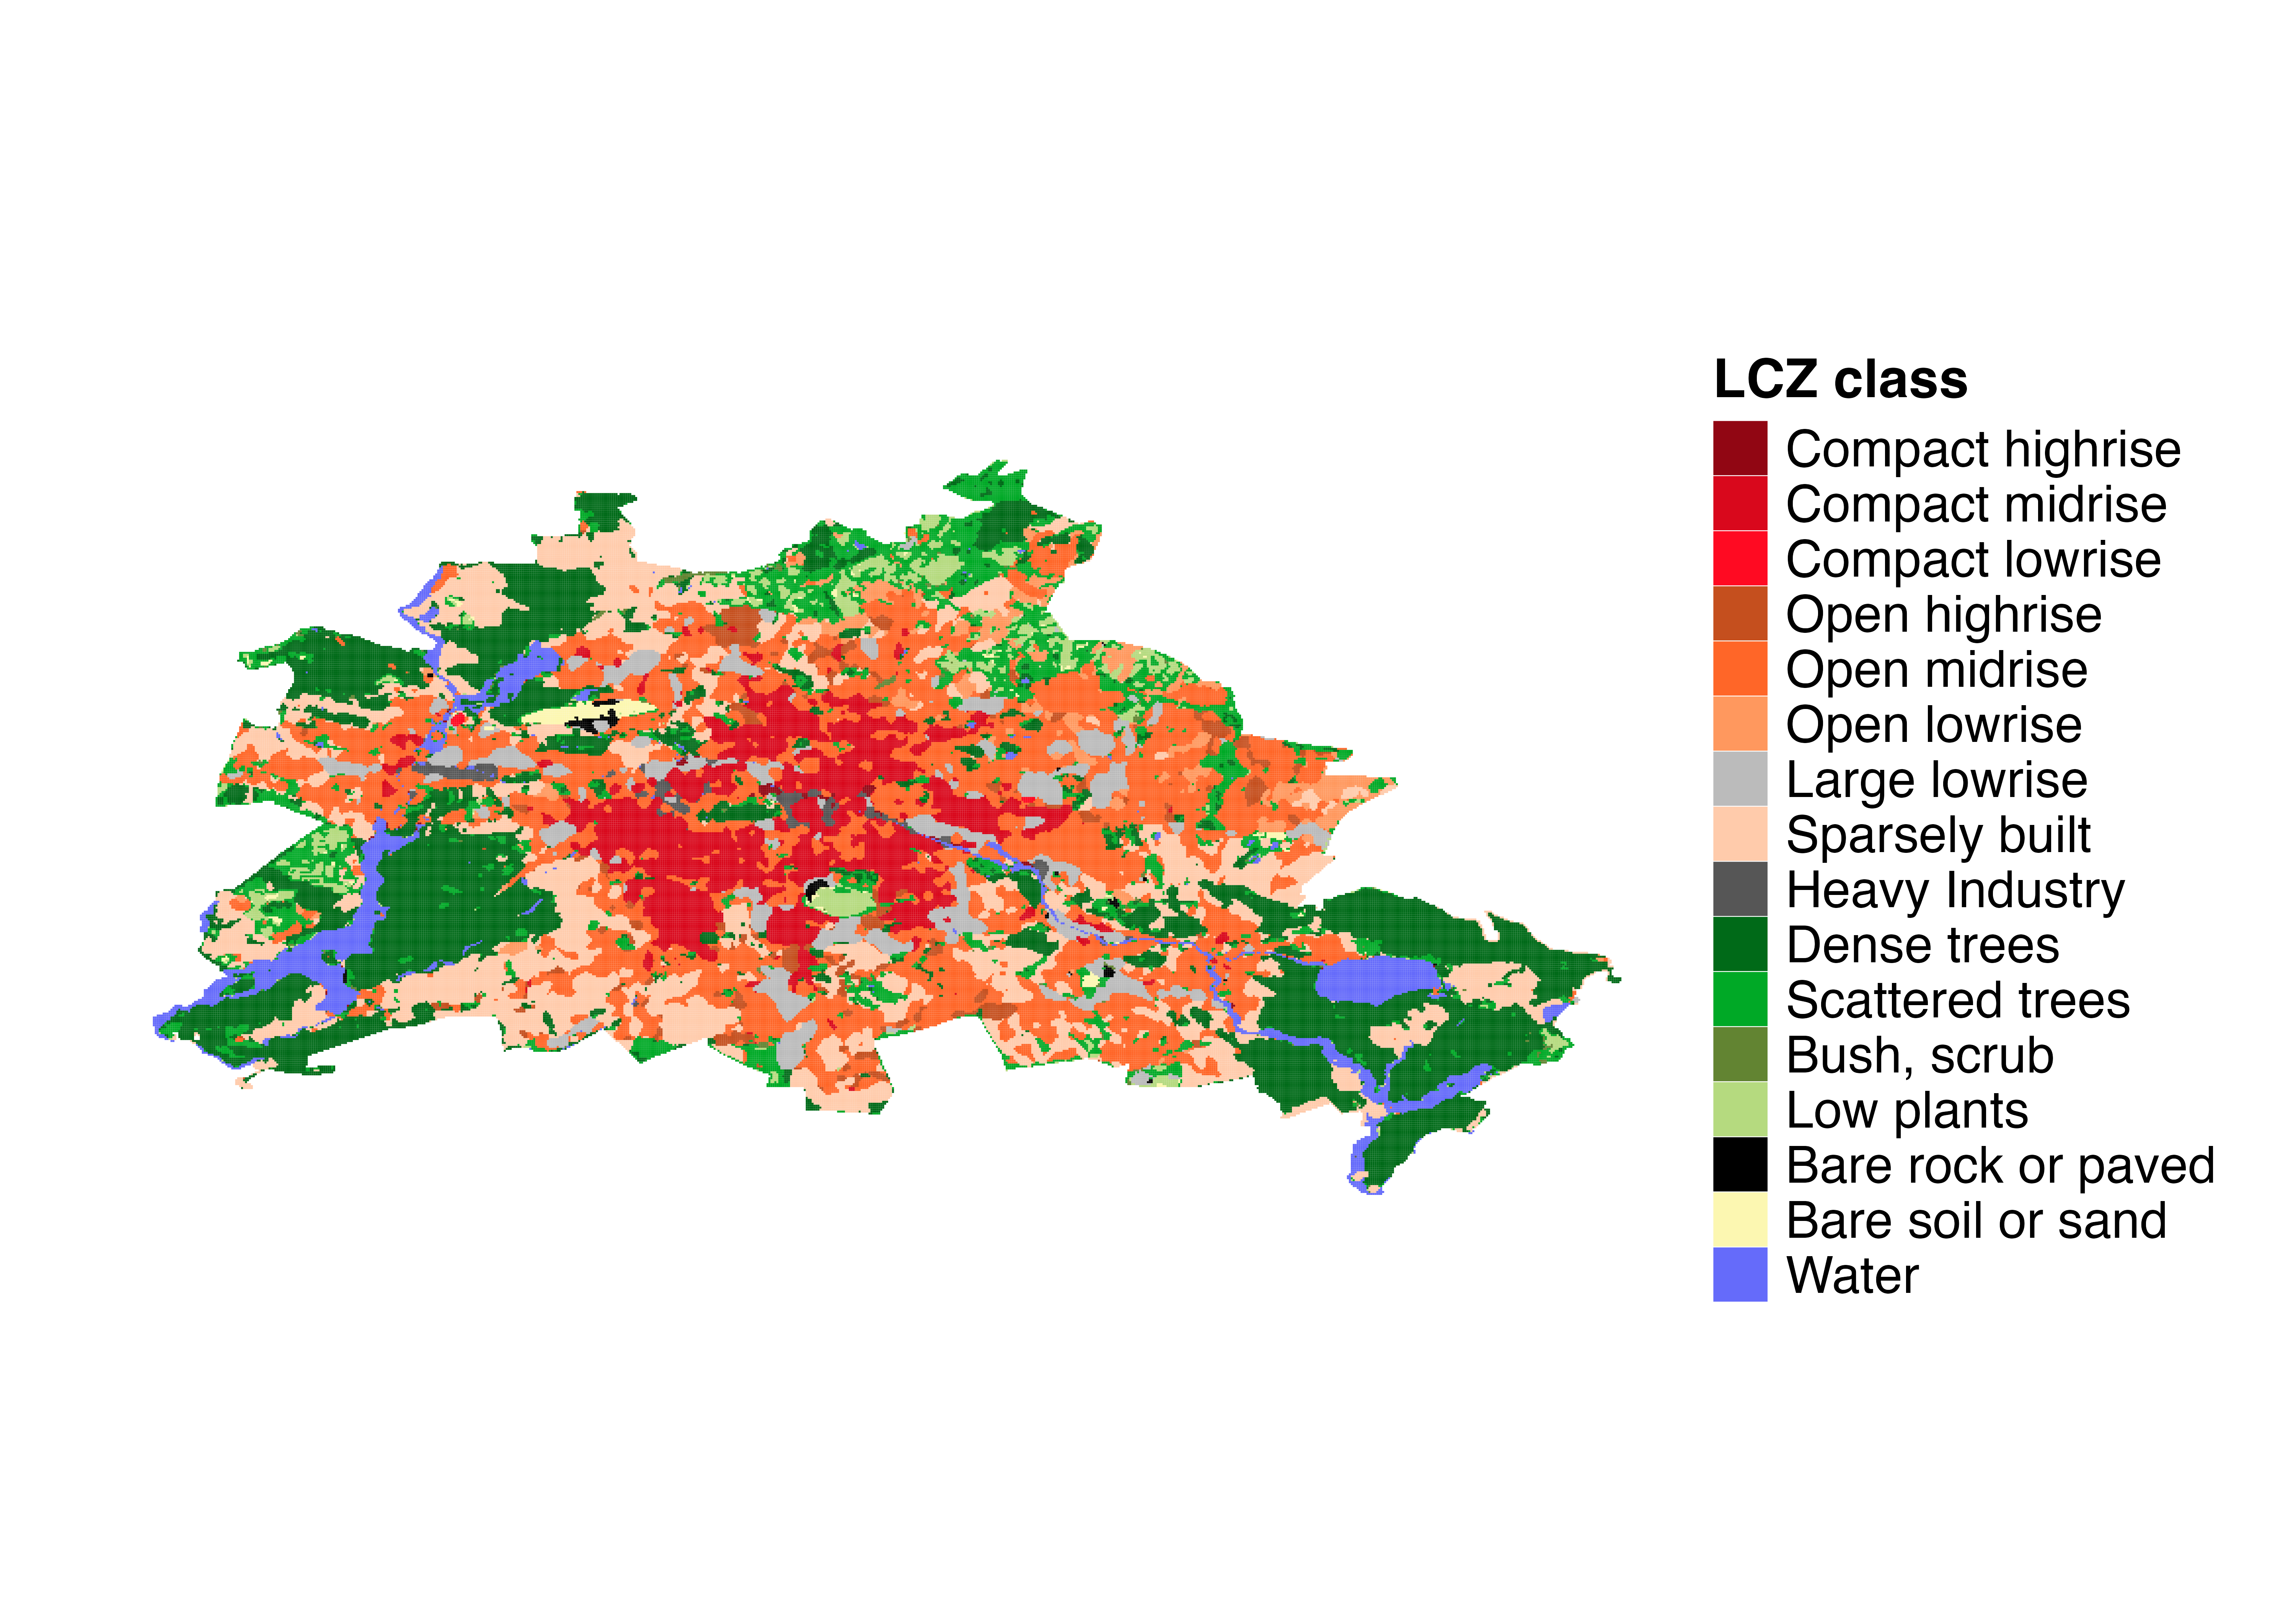 LCZ class
Compact highrise
Compact midrise
Compact lowrise
Open highrise
Open midrise
Open lowrise
Large lowrise
Sparsely built
Heavy Industry
Dense trees
Scattered trees
Bush, scrub
Low plants
Bare rock or paved
Bare soil or sand
Water